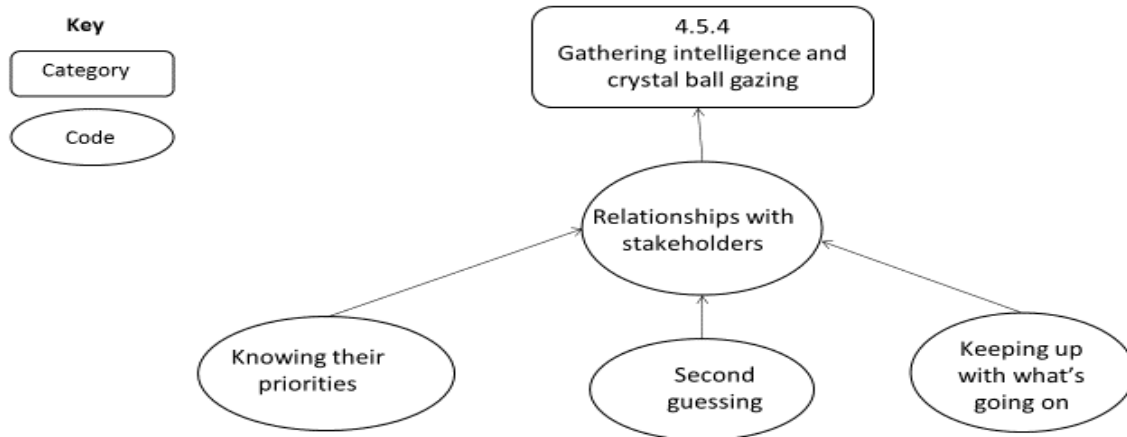 Key
Category
Code
4.5.4
Gathering intelligence and
crystal ball gazing
Relationships with
stakeholders
Knowing their
priorities
Second
guessing
Keeping up
with what’s
going on